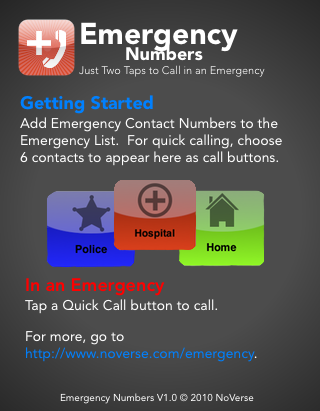 Emergency
Numbers
Just Two Taps to Call in an Emergency
Getting Started
Add Emergency Contact Numbers to the
Emergency List.  For quick calling, choose
6 contacts to appear here as call buttons.
Police
Hospital
Home
In an Emergency
Tap a Quick Call button to call.
For more, go to
http://www.noverse.com/emergency.
Emergency Numbers V1.0 © 2010 NoVerse